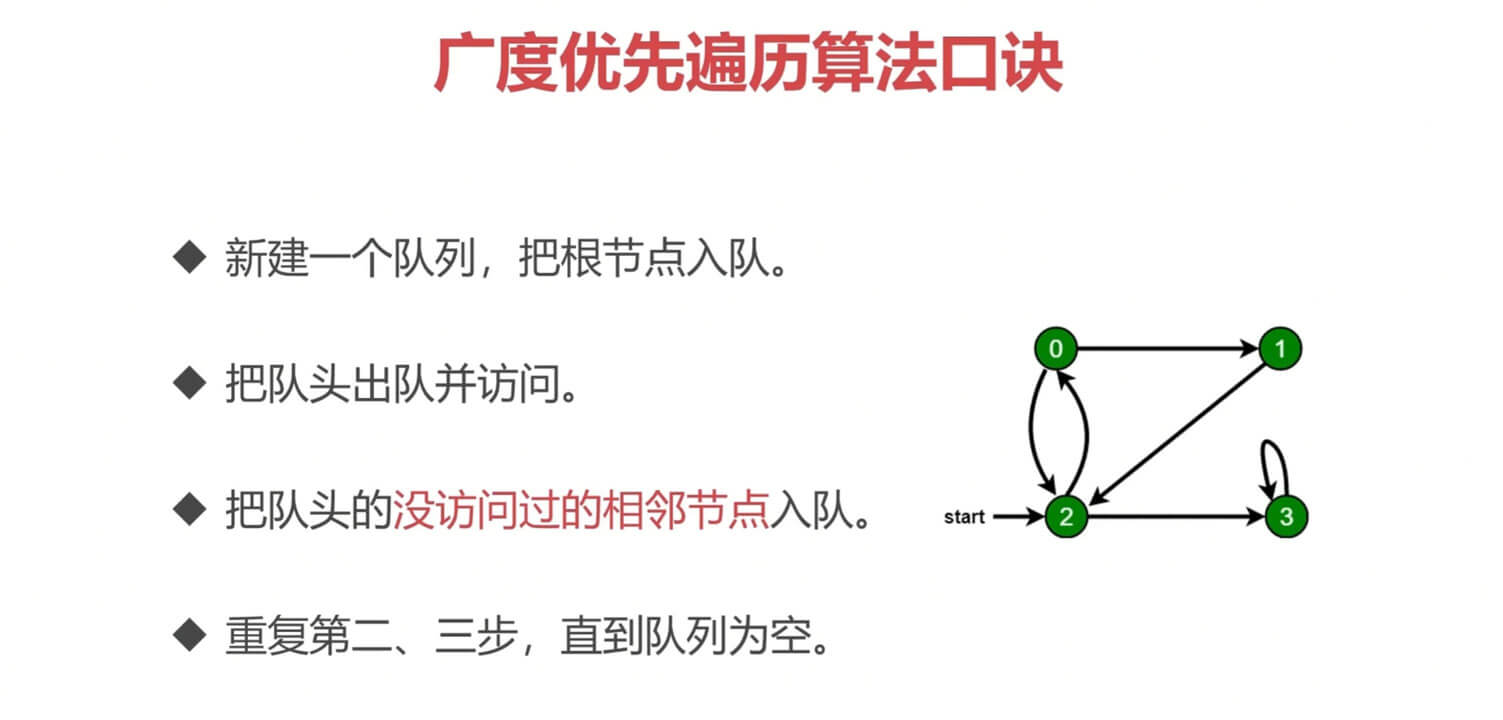 广度优先遍历算法口诀
◆ 新建一个队列，把根节点入队。
◆ 把队头出队并访问。
◆ 把队头的没访问过的相邻节点入队。
◆ 重复第二、三步，直到队列为空。
0
1
start
2
3